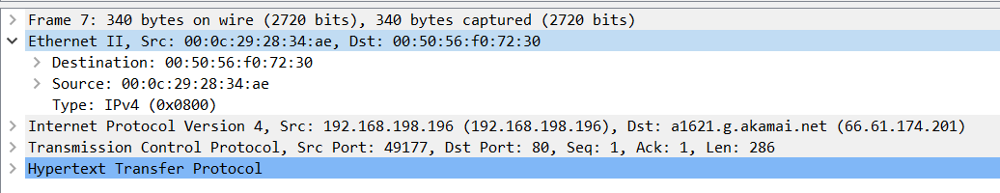 Frame 7: 340 bytes on wire (2720 bits), 340 bytes captured (2720 bits)
Ethernet II, Src: 00:0c:29:28:34:ae, Dst: 00:50:56:f0:72:30
Destination: 00:50:56:f0:72:30
Source: 00:0c:29:28:34:ae
Type: IPv4 (0x0800)
Internet Protocol Version 4, Src: 192.168.198.196 (192.168.198.196), Dst: a1621.g.akamai.net (66.61.174.201)
Transmission Control Protocol, Src Port: 49177, Dst Port: 80, Seq: 1, Ack: 1, Len: 286
Hypertext Transfer Protocol